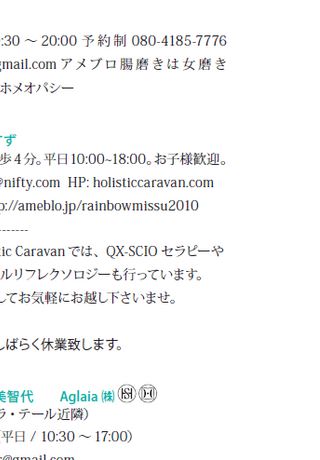 :30 ～ 20:00 予約制 080-4185-7776
gmail.com アメブロ腸磨きは女磨き
ホメオパシー
すず
歩4分。平日10:00~18:00。お子様歓迎。
@nifty.com HP: holisticcaravan.com
p://ameblo.jp/rainbowmissu2010
--------
tic Caravan では、QX-SCIO セラピーや
ルリフレクソロジーも行っています。
してお気軽にお越し下さいませ。
しばらく休業致します。
美智代 Aglaia ㈱
ラ・テール近隣）
平日 / 10:30 ～ 17:00）
@gmail.com